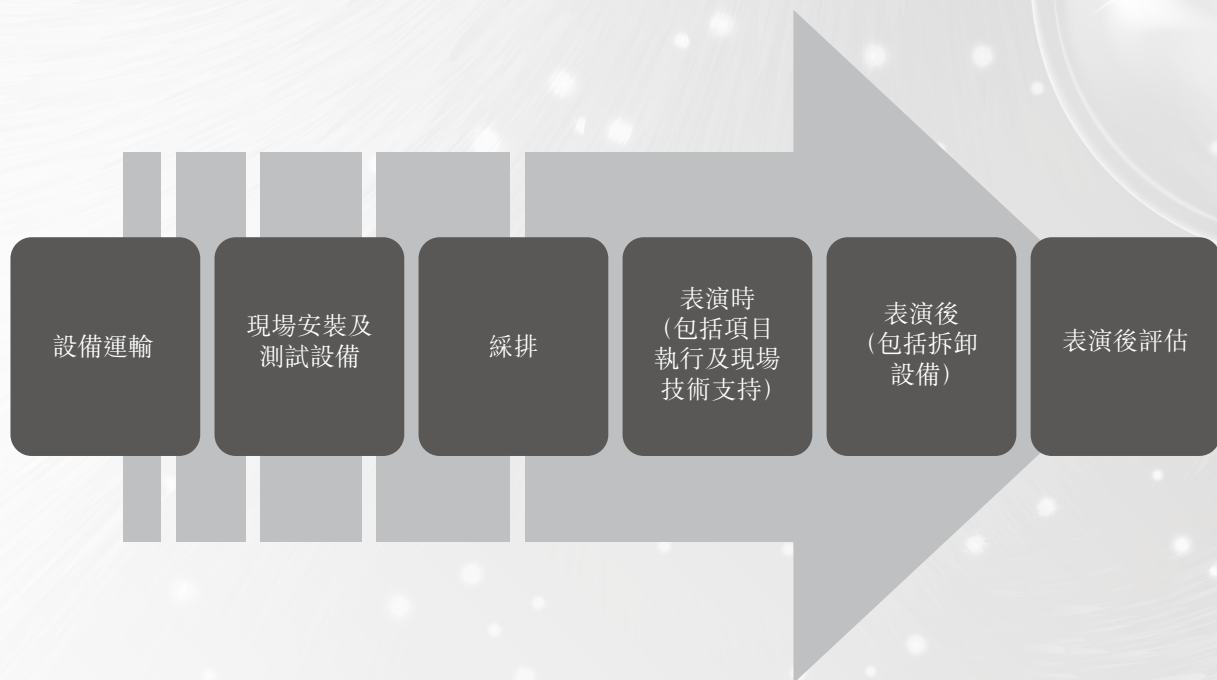 設備運輸
現場安裝及
測試設備
綵排
表演時
(包括項目
執行及現場
技術支持)
表演後
(包括拆卸
設備)
表演後評估